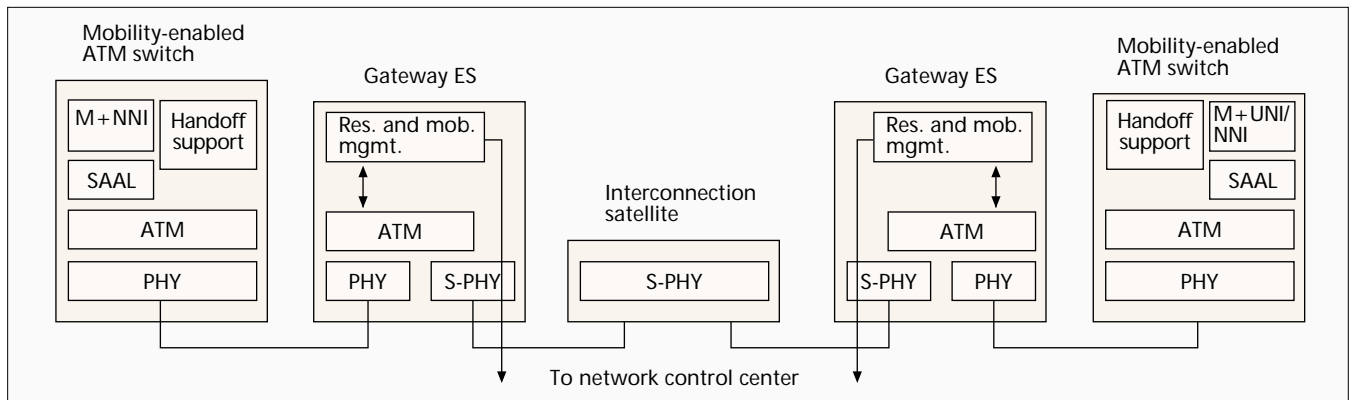 Mobility-enabled
ATM switch
M+NNI
Handoff
support
SAAL
ATM
PHY
Gateway ES
Res. and mob.
mgmt.
ATM
PHY
S-PHY
Interconnection
satellite
S-PHY
Gateway ES
Res. and mob.
mgmt.
ATM
S-PHY
PHY
Mobility-enabled
ATM switch
Handoff
support
M+UNI/
NNI
SAAL
ATM
PHY
To network control center